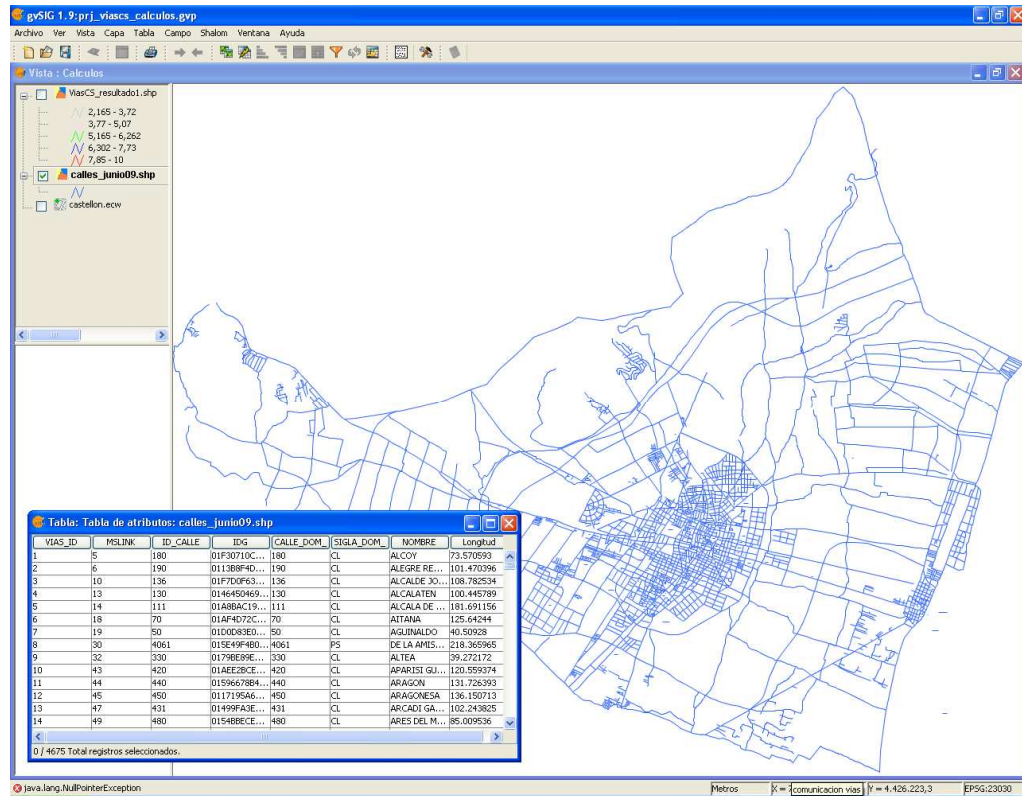 gvSIG 1.9:prj_viascs_calculos.gvp
Archivo Ver Vista Capa Tabla Campo Shalom Ventana Ayuda
Vista : Calculos
ViasCS_resultado1.shp
2,165 - 3,72
3,77 - 5,07
5,165 - 6,262
6,302 - 7,73
7,85 - 10
calles_junio09.shp
castellon.ecw
Tabla: Tabla de atributos: calles_junio09.shp
VIAS_ID MSLINK ID_CALLE IDG CALLE_DOM_ SIGLA_DOM_ NOMBRE Longitud
1 5 180 01F30710C... 180 CL ALCOY 73.570593
2 6 190 0113B8F4D... 190 CL ALEGRE RE... 101.470396
3 10 136 01F7D0F63... 136 CL ALCALDE JO... 108.782534
4 13 130 0146450469... 130 CL ALCALATEN 100.445789
5 14 111 01A8BAC19... 111 CL ALCALA DE ... 181.691156
6 18 70 01AF4D72C... 70 CL AITANA 125.64244
7 19 50 01D0D83E0... 50 CL AGUINALDO 40.50928
8 30 4061 015E49F4B0... 4061 PS DE LA AMIS... 218.365965
9 32 330 0179BE89E... 330 CL ALTEA 39.272172
10 43 420 01AEE2BCE... 420 CL APARISI GU... 120.559374
11 44 440 01596678B4... 440 CL ARAGON 131.726393
12 45 450 0117195A6... 450 CL ARAGONESA 136.150713
13 47 431 01499FA3E... 431 CL ARCADI GA... 102.243825
14 49 480 0154BBECE... 480 CL ARES DEL M... 85.009536
0 / 4675 Total registros seleccionados.
java.lang.NullPointerException Metros X = 7 comunicacion vias Y = 4.426.223,3 EPSG:23030